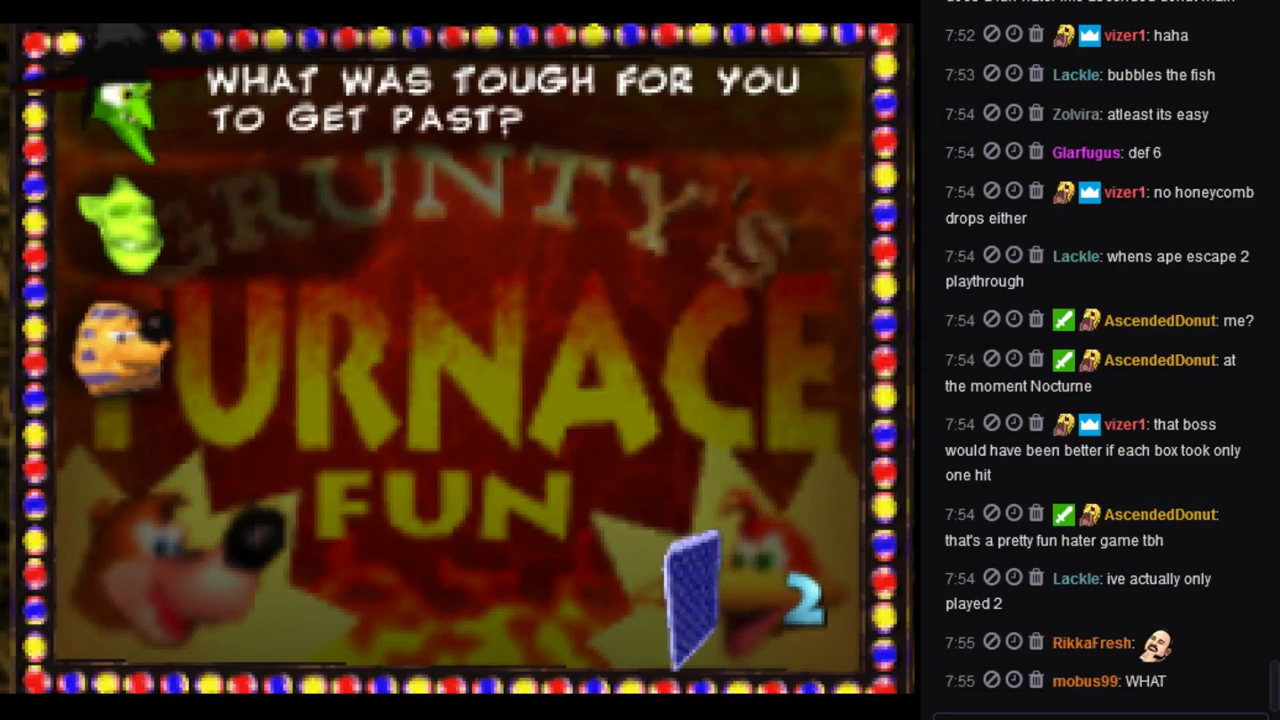 WHAT WAS TOUGH FOR YOU
TO GET PAST?
GRUNTY'S
FURNACE
FUN
2
7:52 vizer1: haha
7:53 Lackle: bubbles the fish
7:54 Zolvira: atleast its easy
7:54 Glarfugus: def 6
7:54 vizer1: no honeycomb
drops either
7:54 Lackle: whens ape escape 2
playthrough
7:54 AscendedDonut: me?
7:54 AscendedDonut: at
the moment Nocturne
7:54 vizer1: that boss
would have been better if each box took only
one hit
7:54 AscendedDonut:
that's a pretty fun hater game tbh
7:54 Lackle: ive actually only
played 2
7:55 RikkaFresh:
7:55 mobus99: WHAT